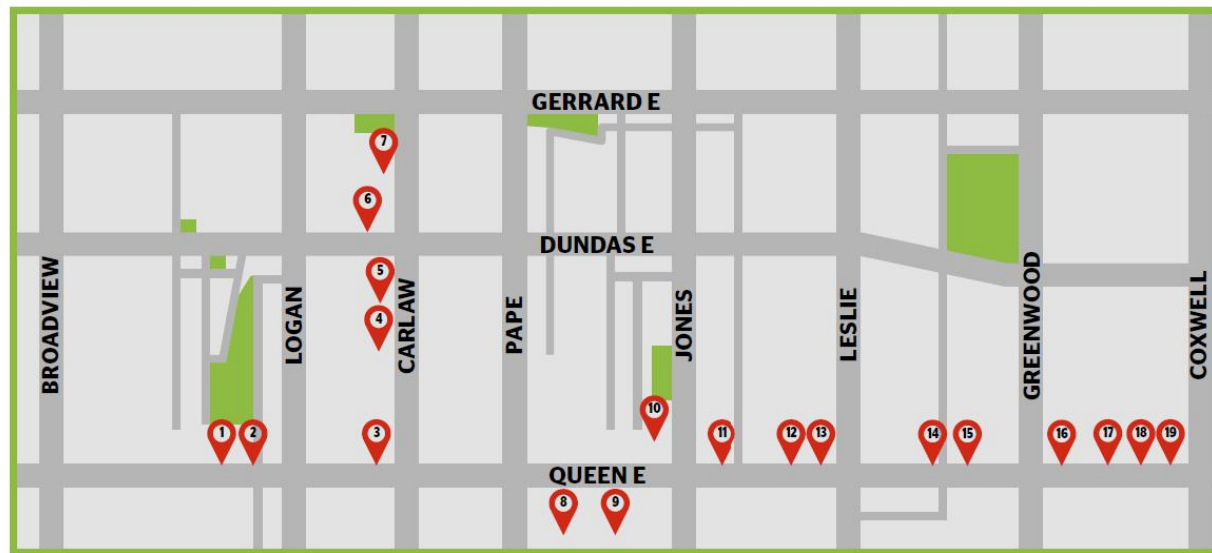 GERRARD E
7
6
DUNDAS E
5
4
BROADVIEW
LOGAN
CARLAW
PAPE
JONES
LESLIE
GREENWOOD
COXWELL
10
1
2
3
11
12
13
14
15
16
17
18
19
QUEEN E
8
9